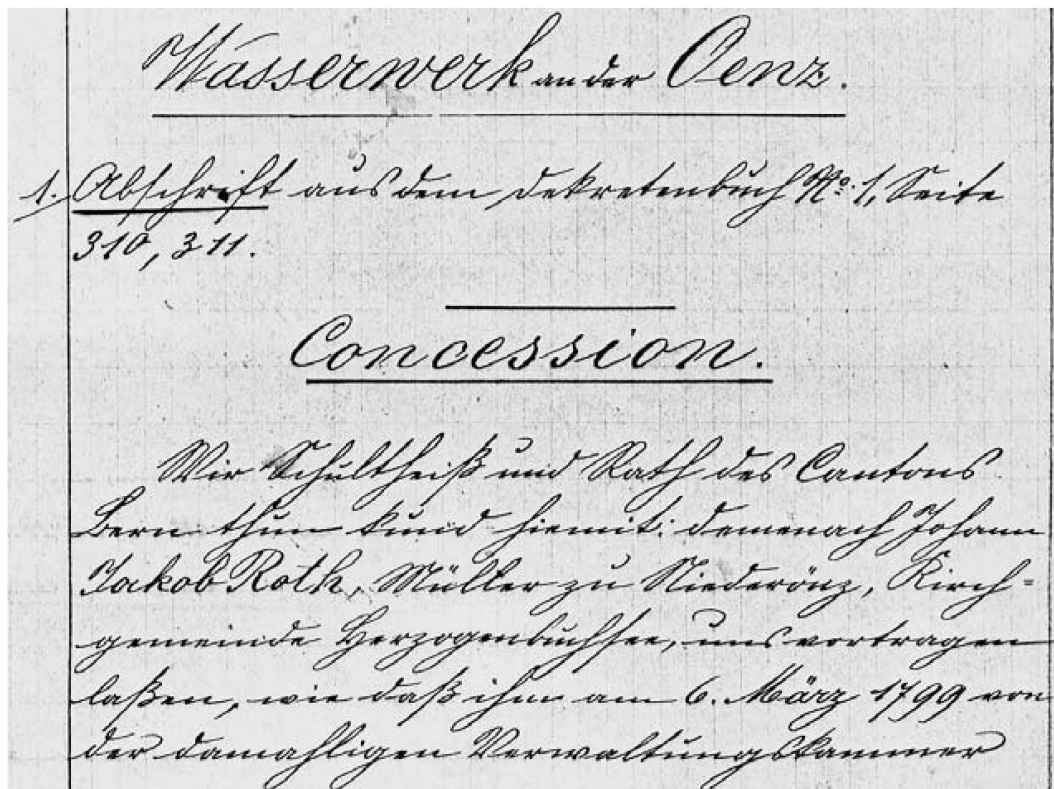 Wasserwerk an der Oenz.
1. Abschrift aus dem Dekretenbuch No. 1, Seite
310, 311.
Concession.
Wir Schultheiß und Rath des Cantons
Bern thun kund hiemit: demenach Johann
Jakob Roth, Müller zu Niederönz, Kirch=
gemeinde Herzogenbuchsee, uns vortragen
laßen, wie daß ihm am 6. März 1799 von
der damahligen Verwaltungskammer